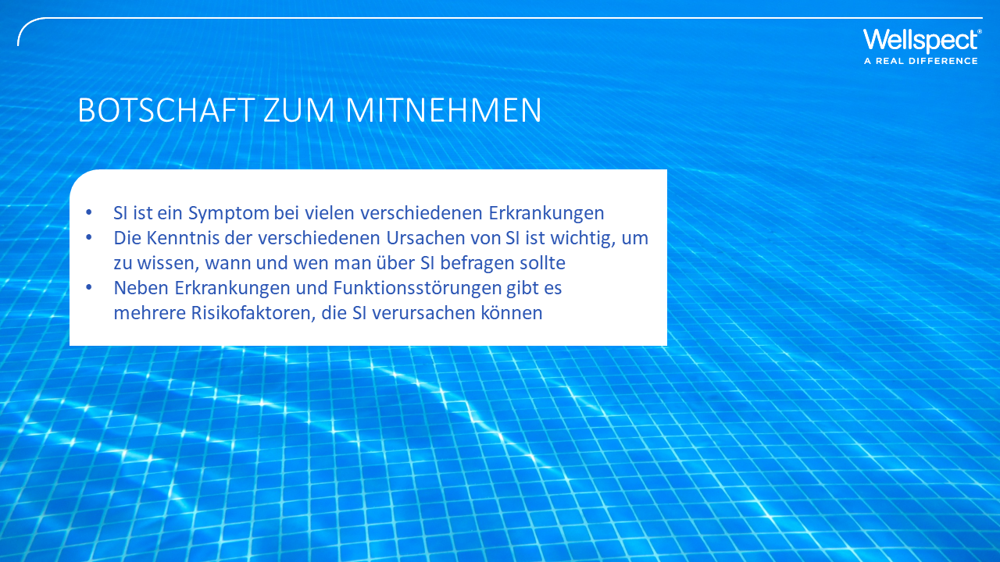 Wellspect®
A REAL DIFFERENCE
BOTSCHAFT ZUM MITNEHMEN
• SI ist ein Symptom bei vielen verschiedenen Erkrankungen
• Die Kenntnis der verschiedenen Ursachen von SI ist wichtig, um
zu wissen, wann und wen man über SI befragen sollte
• Neben Erkrankungen und Funktionsstörungen gibt es
mehrere Risikofaktoren, die SI verursachen können